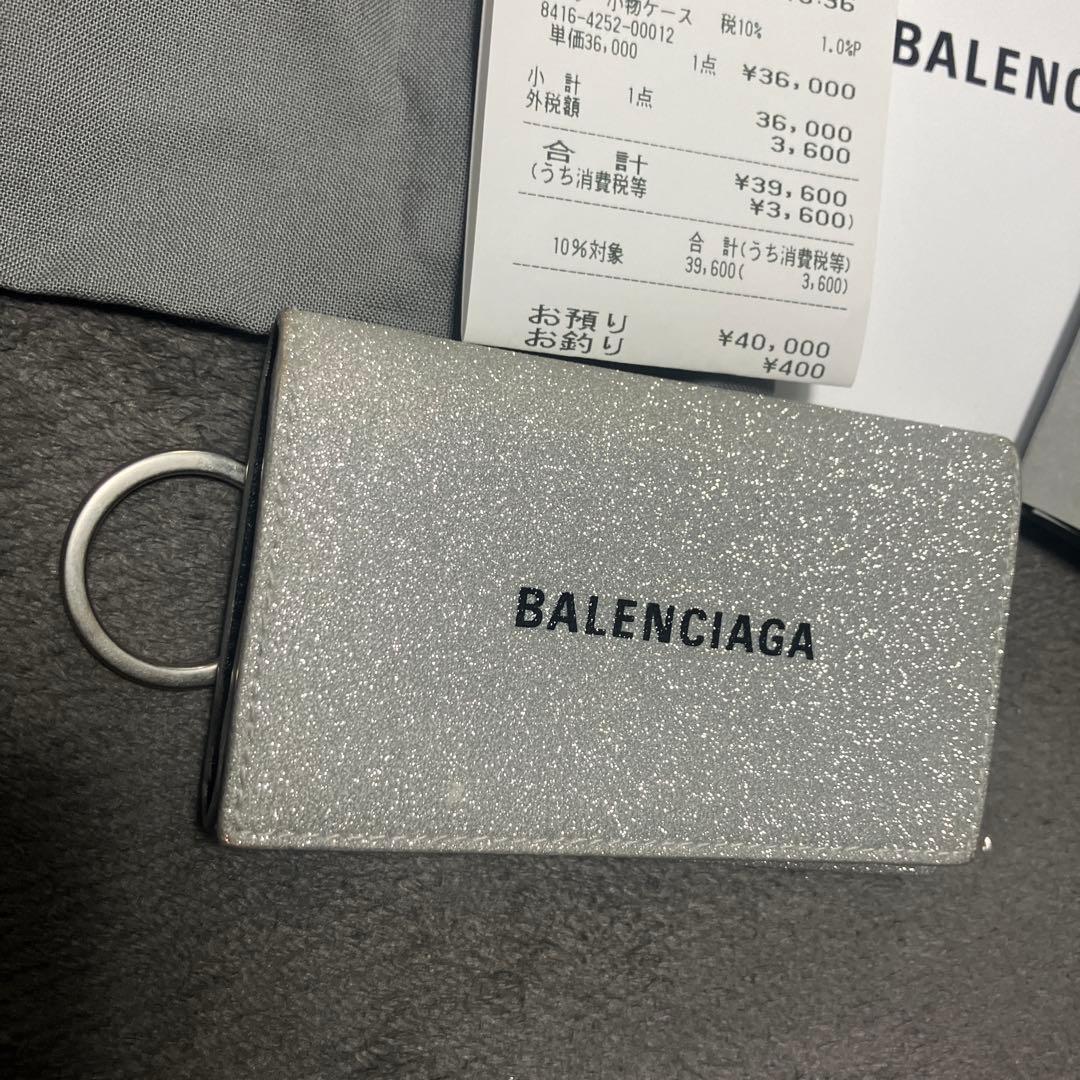 小物ケース 税10%
8416-4252-00012 1.0%P
単価36,000 1点 ¥36,000
小 計 1点 36,000
外税額 3,600
合 計 ¥39,600
(うち消費税等 ¥3,600)
合 計(うち消費税等)
10%対象 39,600( 3,600)
お預り ¥40,000
お釣り ¥400
BALENC
BALENCIAGA